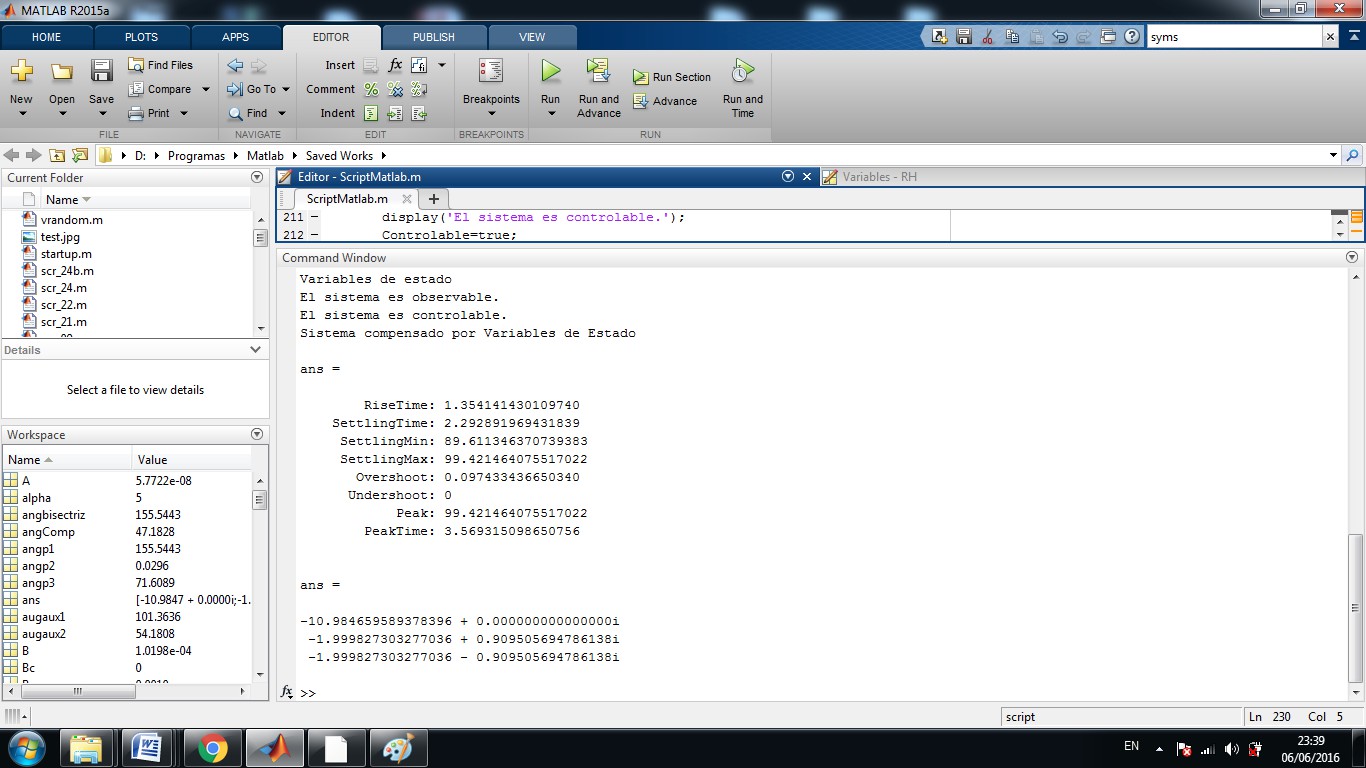 MATLAB R2015a
HOME PLOTS APPS EDITOR PUBLISH VIEW
syms
New
Open
Save
Find Files
Compare
Print
FILE
Go To
Find
NAVIGATE
Insert
fx
Comment
Indent
EDIT
Breakpoints
BREAKPOINTS
Run
Run and Advance
Run Section
Advance
Run and Time
RUN
D: Programas Matlab Saved Works
Current Folder
Name
vrandom.m
test.jpg
startup.m
scr_24b.m
scr_24.m
scr_22.m
scr_21.m
Details
Select a file to view details
Workspace
Name Value
A 5.7722e-08
alpha 5
angbisectriz 155.5443
angComp 47.1828
angp1 155.5443
angp2 0.0296
angp3 71.6089
ans [-10.9847 + 0.0000i;-1.
augaux1 101.3636
augaux2 54.1808
B 1.0198e-04
Bc 0
Editor - ScriptMatlab.m
Variables - RH
ScriptMatlab.m
211 − display('El sistema es controlable.');
212 − Controlable=true;
Command Window
Variables de estado
El sistema es observable.
El sistema es controlable.
Sistema compensado por Variables de Estado
ans =
RiseTime: 1.354141430109740
SettlingTime: 2.292891969431839
SettlingMin: 89.611346370739383
SettlingMax: 99.421464075517022
Overshoot: 0.097433436650340
Undershoot: 0
Peak: 99.421464075517022
PeakTime: 3.569315098650756
ans =
-10.984659589378396 + 0.000000000000000i
-1.999827303277036 + 0.909505694786138i
-1.999827303277036 - 0.909505694786138i
fx >>
script
Ln 230 Col 5
EN
23:39
06/06/2016